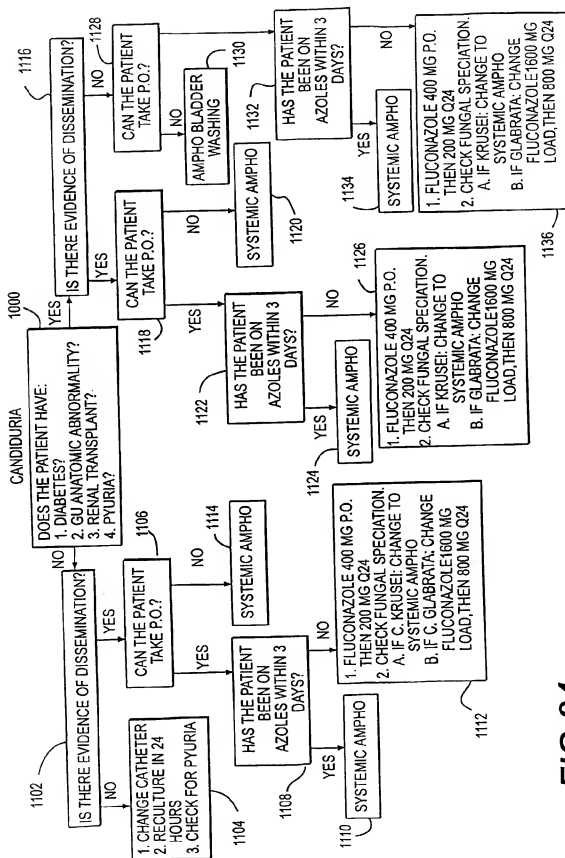 CANDIDURIA
1000
DOES THE PATIENT HAVE:
1. DIABETES?
2. GU ANATOMIC ABNORMALITY?
3. RENAL TRANSPLANT?
4. PYURIA?
NO
YES
1102
IS THERE EVIDENCE OF DISSEMINATION?
NO
YES
1. CHANGE CATHETER
2. RECULTURE IN 24
HOURS
3. CHECK FOR PYURIA
1104
1106
CAN THE PATIENT
TAKE P.O.?
YES
NO
1114
SYSTEMIC AMPHO
1108
HAS THE PATIENT
BEEN ON
AZOLES WITHIN 3
DAYS?
YES
NO
1110
SYSTEMIC AMPHO
1. FLUCONAZOLE 400 MG P.O.
THEN 200 MG Q24
2. CHECK FUNGAL SPECIATION.
A. IF C. KRUSEI: CHANGE TO
SYSTEMIC AMPHO
B. IF C. GLABRATA: CHANGE
FLUCONAZOLE1600 MG
LOAD,THEN 800 MG Q24
1112
1116
IS THERE EVIDENCE OF DISSEMINATION?
YES
NO
1118
CAN THE PATIENT
TAKE P.O.?
YES
NO
SYSTEMIC AMPHO
1120
1122
HAS THE PATIENT
BEEN ON
AZOLES WITHIN 3
DAYS?
YES
NO
1124
SYSTEMIC AMPHO
1126
1. FLUCONAZOLE 400 MG P.O.
THEN 200 MG Q24
2. CHECK FUNGAL SPECIATION.
A. IF KRUSEI: CHANGE TO
SYSTEMIC AMPHO
B. IF GLABRATA: CHANGE
FLUCONAZOLE1600 MG
LOAD,THEN 800 MG Q24
1128
CAN THE PATIENT
TAKE P.O.?
NO
AMPHO BLADDER
WASHING
1130
1132
HAS THE PATIENT
BEEN ON
AZOLES WITHIN 3
DAYS?
YES
NO
1134
SYSTEMIC AMPHO
1. FLUCONAZOLE 400 MG P.O.
THEN 200 MG Q24
2. CHECK FUNGAL SPECIATION.
A. IF KRUSEI: CHANGE TO
SYSTEMIC AMPHO
B. IF GLABRATA: CHANGE
FLUCONAZOLE1600 MG
LOAD,THEN 800 MG Q24
1136